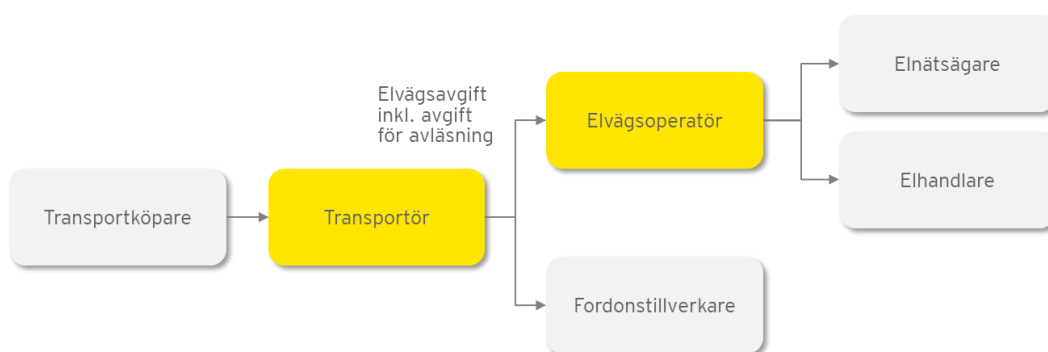 Elnätsägare
Elvägsavgift
inkl. avgift
för avläsning
Elvägsoperatör
Elhandlare
Transportköpare
Transportör
Fordonstillverkare